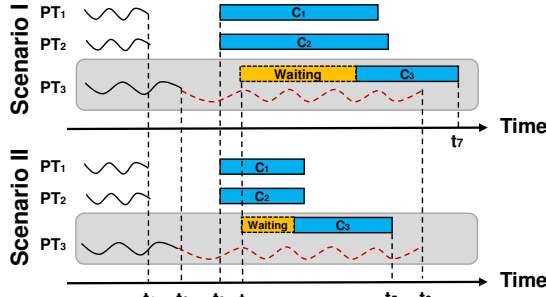 Scenario I
PT1
C1
PT2
C2
PT3
Waiting
C3
Time
t7
Scenario II
PT1
C1
PT2
C2
PT3
Waiting
C3
Time